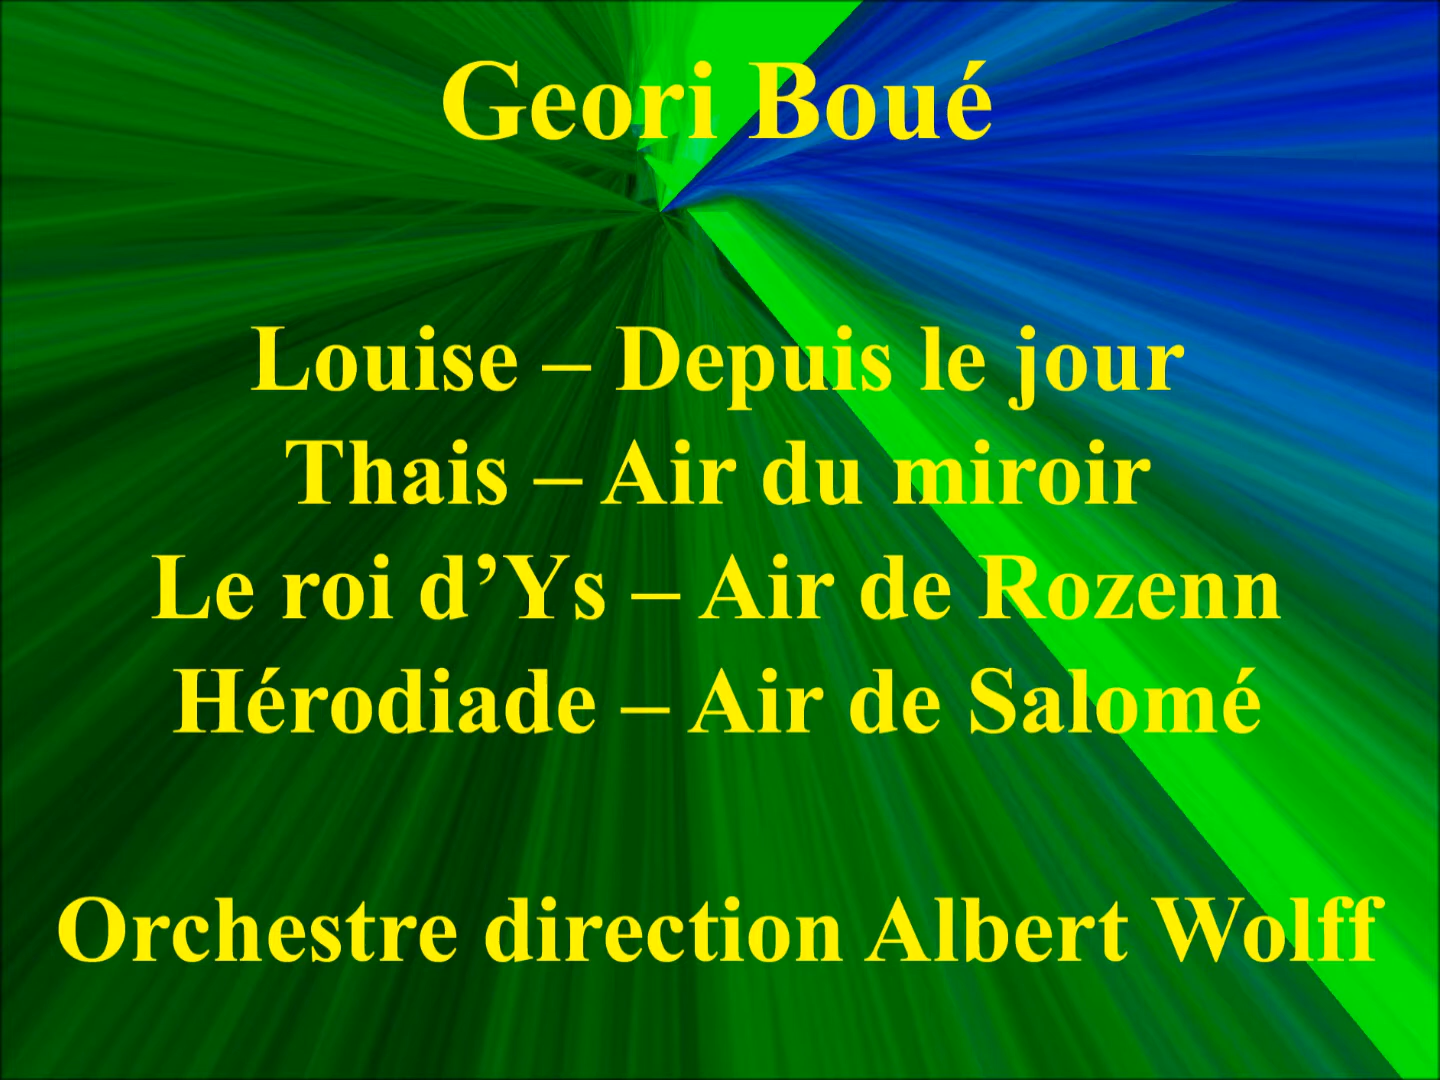 Geori Boué
Louise – Depuis le jour
Thais – Air du miroir
Le roi d’Ys – Air de Rozenn
Hérodiade – Air de Salomé
Orchestre direction Albert Wolff